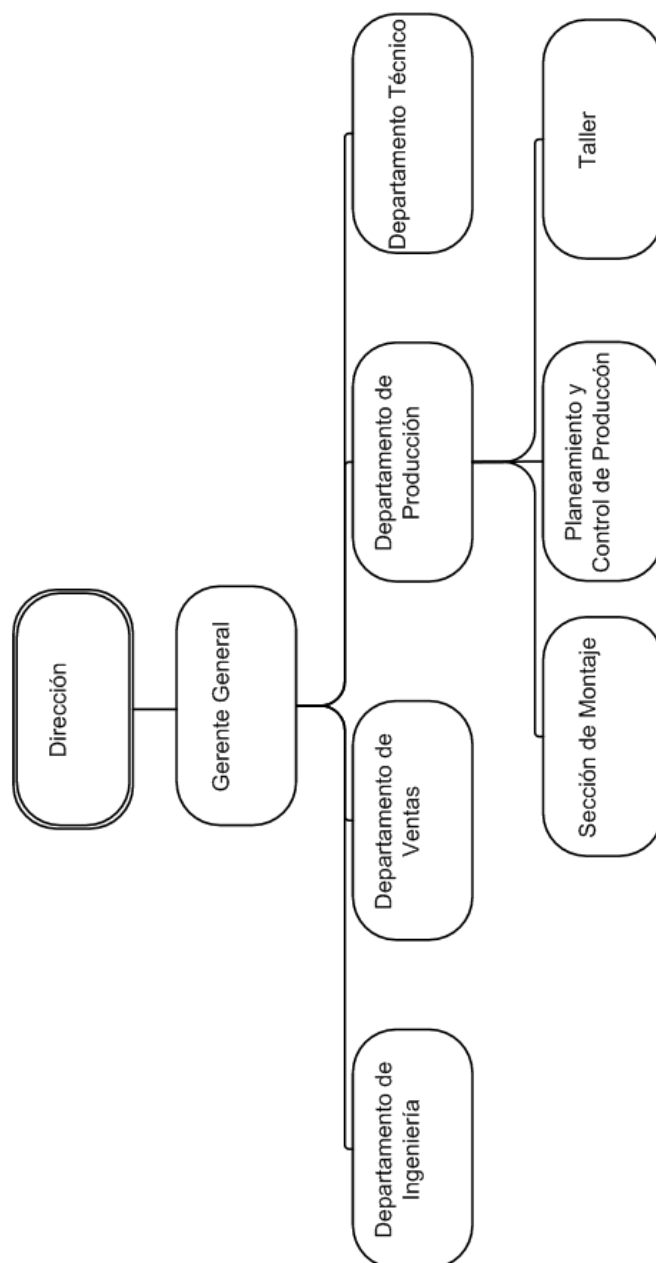 Dirección
Gerente General
Departamento de
Ingeniería
Departamento de
Ventas
Departamento de
Producción
Departamento Técnico
Sección de Montaje
Planeamiento y
Control de Produccón
Taller